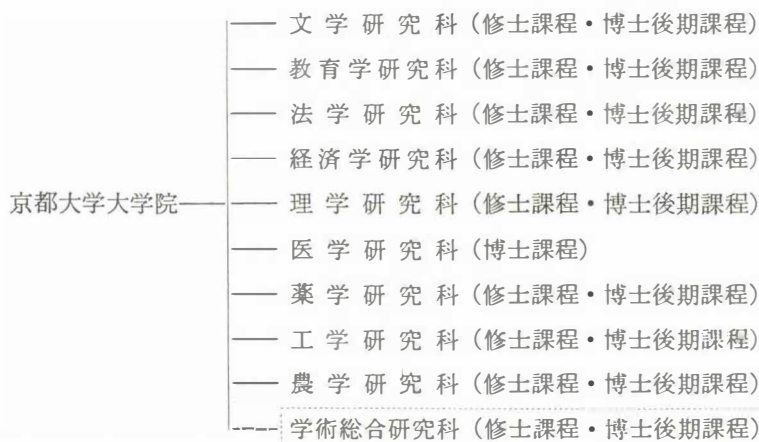 文学研究科（修士課程・博士後期課程）
教育学研究科（修士課程・博士後期課程）
法学研究科（修士課程・博士後期課程）
経済学研究科（修士課程・博士後期課程）
京都大学大学院
理学研究科（修士課程・博士後期課程）
医学研究科（博士課程）
薬学研究科（修士課程・博士後期課程）
工学研究科（修士課程・博士後期課程）
農学研究科（修士課程・博士後期課程）
学術総合研究科（修士課程・博士後期課程）